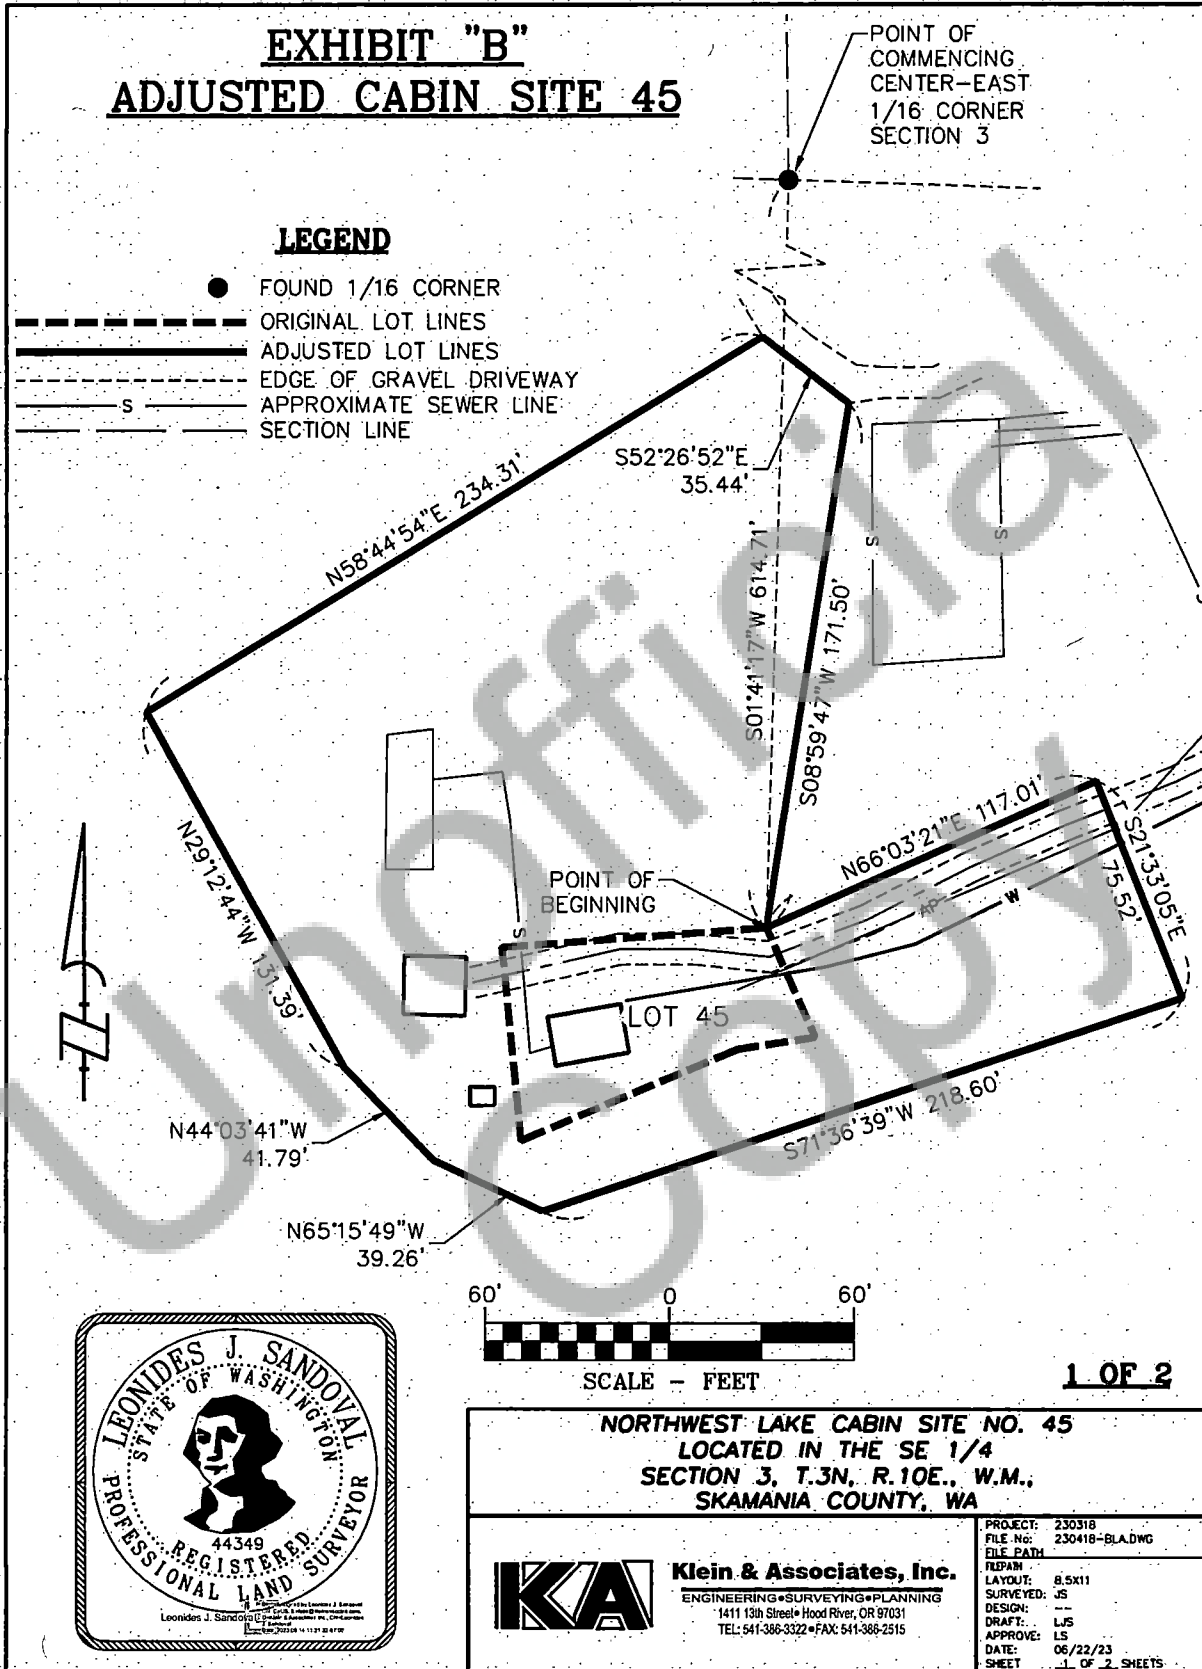 EXHIBIT "B"
ADJUSTED CABIN SITE 45
POINT OF
COMMENCING
CENTER-EAST
1/16 CORNER
SECTION 3
LEGEND
FOUND 1/16 CORNER
ORIGINAL LOT LINES
ADJUSTED LOT LINES
EDGE OF GRAVEL DRIVEWAY
S APPROXIMATE SEWER LINE
SECTION LINE
S52°26'52"E
35.44'
N58°44'54"E 234.31'
S01°41'17"W 614.71'
S08°59'47"W 171.50'
S
S
N66°03'21"E 117.01'
S21°33'05"E
75.52'
N29°12'44"W 131.39'
POINT OF
BEGINNING
S
AP
W
LOT 45
N44°03'41"W
41.79'
S71°36'39"W 218.60'
N65°15'49"W
39.26'
60' 0 60'
SCALE - FEET
1 OF 2
Unofficial
Copy
LEONIDES J. SANDOVAL
STATE OF WASHINGTON
44349
REGISTERED
PROFESSIONAL LAND SURVEYOR
Leonides J. Sandoval
NORTHWEST LAKE CABIN SITE NO. 45
LOCATED IN THE SE 1/4
SECTION 3, T.3N, R.10E., W.M.,
SKAMANIA COUNTY, WA
KA
Klein & Associates, Inc.
ENGINEERING•SURVEYING•PLANNING
1411 13th Street• Hood River, OR 97031
TEL: 541-386-3322•FAX: 541-386-2515
PROJECT: 230318
FILE No: 230418-BLA.DWG
FILE PATH
LAYOUT: 8.5X11
SURVEYED: JS
DESIGN: --
DRAFT: LJS
APPROVE: LS
DATE: 06/22/23
SHEET 1 OF 2 SHEETS